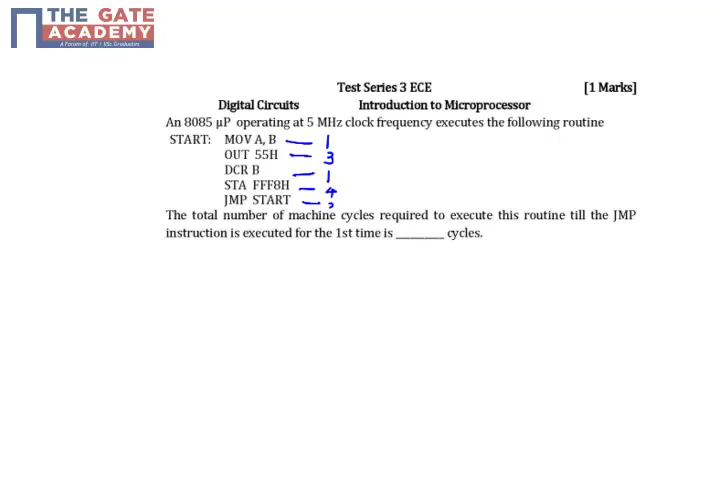 THE GATE
ACADEMY
A Forum of IIT / IISc Graduates
Test Series 3 ECE [1 Marks]
Digital Circuits Introduction to Microprocessor
An 8085 µP operating at 5 MHz clock frequency executes the following routine
START: MOV A, B — 1
OUT 55H — 3
DCR B — 1
STA FFF8H — 4
JMP START —
The total number of machine cycles required to execute this routine till the JMP
instruction is executed for the 1st time is ________ cycles.